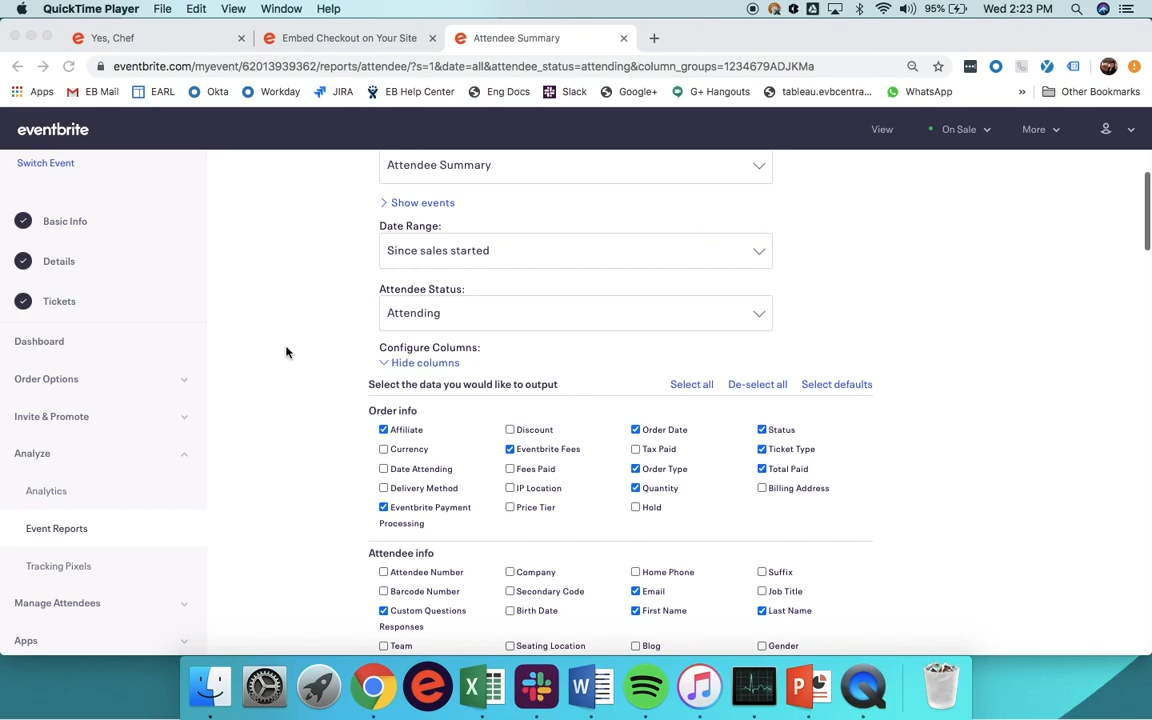 QuickTime Player File Edit View Window Help 95% Wed 2:23 PM
Yes, Chef Embed Checkout on Your Site Attendee Summary
eventbrite.com/myevent/62013939362/reports/attendee/?s=1&date=all&attendee_status=attending&column_groups=1234679ADJKMa
Apps EB Mail EARL Okta Workday JIRA EB Help Center Eng Docs Slack Google+ G+ Hangouts tableau.evbcentra... WhatsApp » Other Bookmarks
eventbrite View On Sale More
Switch Event
Basic Info
Details
Tickets
Dashboard
Order Options
Invite & Promote
Analyze
Analytics
Event Reports
Tracking Pixels
Manage Attendees
Apps
Attendee Summary
Show events
Date Range:
Since sales started
Attendee Status:
Attending
Configure Columns:
Hide columns
Select the data you would like to output Select all De-select all Select defaults
Order info
Affiliate Discount Order Date Status
Currency Eventbrite Fees Tax Paid Ticket Type
Date Attending Fees Paid Order Type Total Paid
Delivery Method IP Location Quantity Billing Address
Eventbrite Payment Price Tier Hold
Processing
Attendee info
Attendee Number Company Home Phone Suffix
Barcode Number Secondary Code Email Job Title
Custom Questions Birth Date First Name Last Name
Responses
Team Seating Location Blog Gender